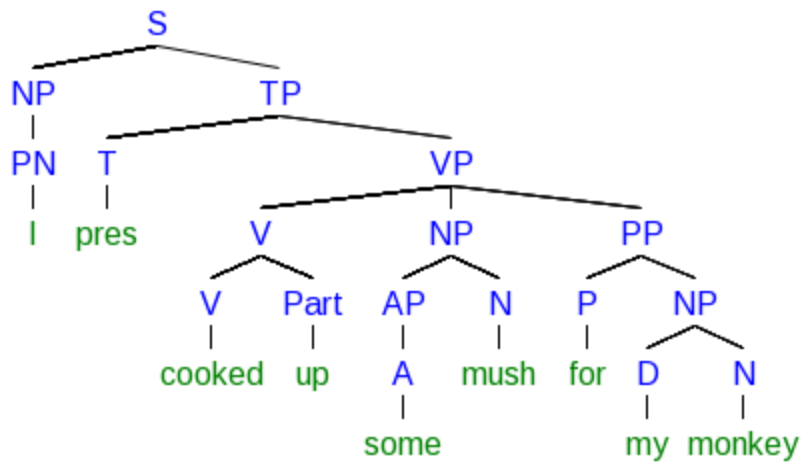 S
NP TP
PN T VP
I pres V NP PP
V Part AP N P NP
cooked up A mush for D N
some my monkey